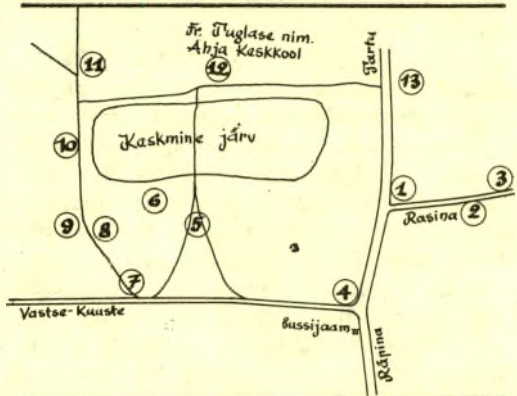 Fr. Tuglase nim.
Ahja Keskkool
12
11
Tartu
13
Kaskmine järv
10
1
3
6
Rasina 2
9
8
5
7
4
Vastse-Kuuste
bussijaam
Räpina